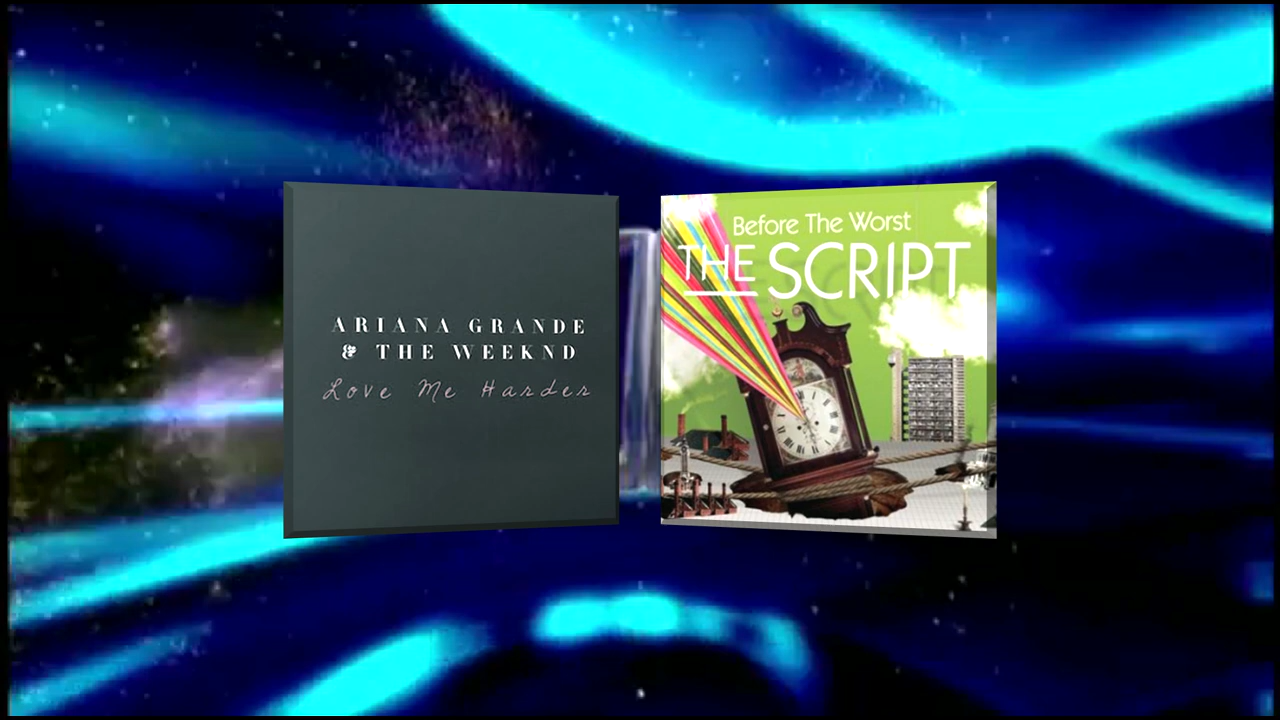 ARIANA GRANDE
& THE WEEKND
Love Me Harder
Before The Worst
THE SCRIPT